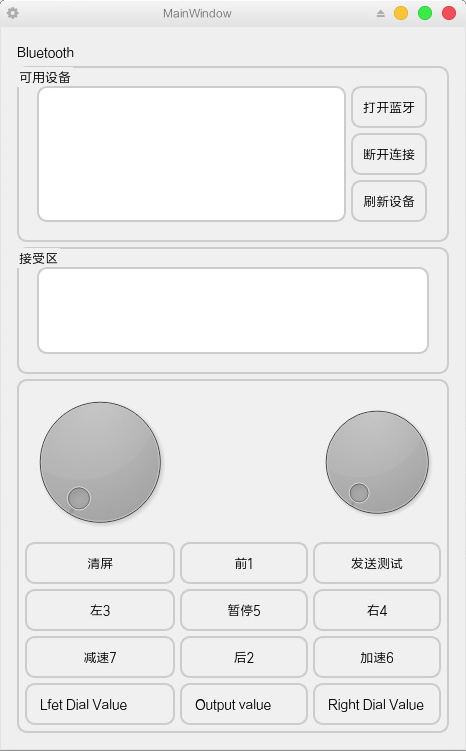 MainWindow
Bluetooth
可用设备
打开蓝牙
断开连接
刷新设备
接受区
清屏 前1 发送测试
左3 暂停5 右4
减速7 后2 加速6
Lfet Dial Value Output value Right Dial Value